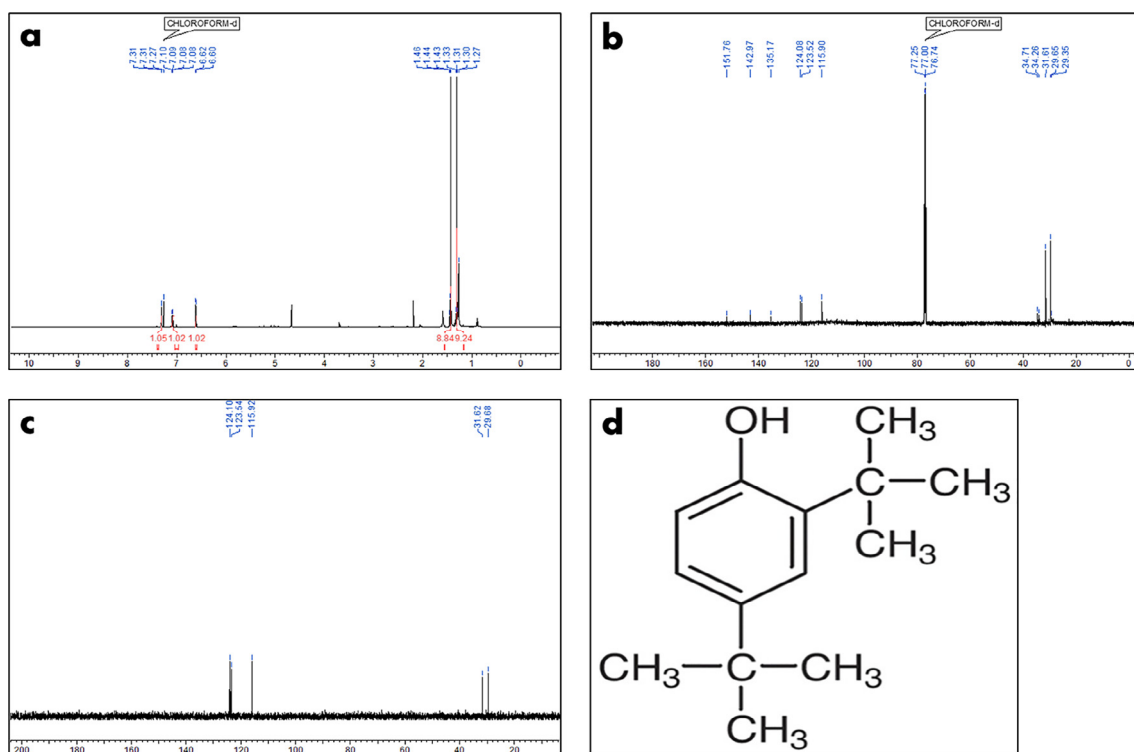 a
CHLOROFORM-d
7.31
7.31
7.27
7.10
7.09
7.08
7.08
6.62
6.60
1.46
1.44
1.43
1.33
1.31
1.30
1.27
1.05 1.02 1.02
8.84 9.24
10 9 8 7 6 5 4 3 2 1 0
b
CHLOROFORM-d
151.76
142.97
135.17
124.08
123.52
115.90
77.25
77.00
76.74
34.71
34.26
31.61
29.65
29.35
180 160 140 120 100 80 60 40 20 0
c
124.10
123.54
115.92
31.62
29.68
200 180 160 140 120 100 80 60 40 20
d
OH
CH3
C CH3
CH3
CH3
CH3 C CH3
CH3